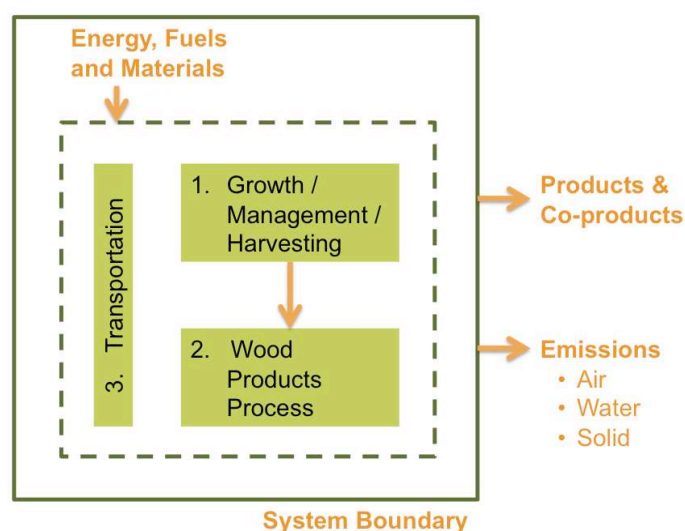 Energy, Fuels
and Materials
3. Transportation
1. Growth /
Management /
Harvesting
2. Wood
Products
Process
Products &
Co-products
Emissions
• Air
• Water
• Solid
System Boundary